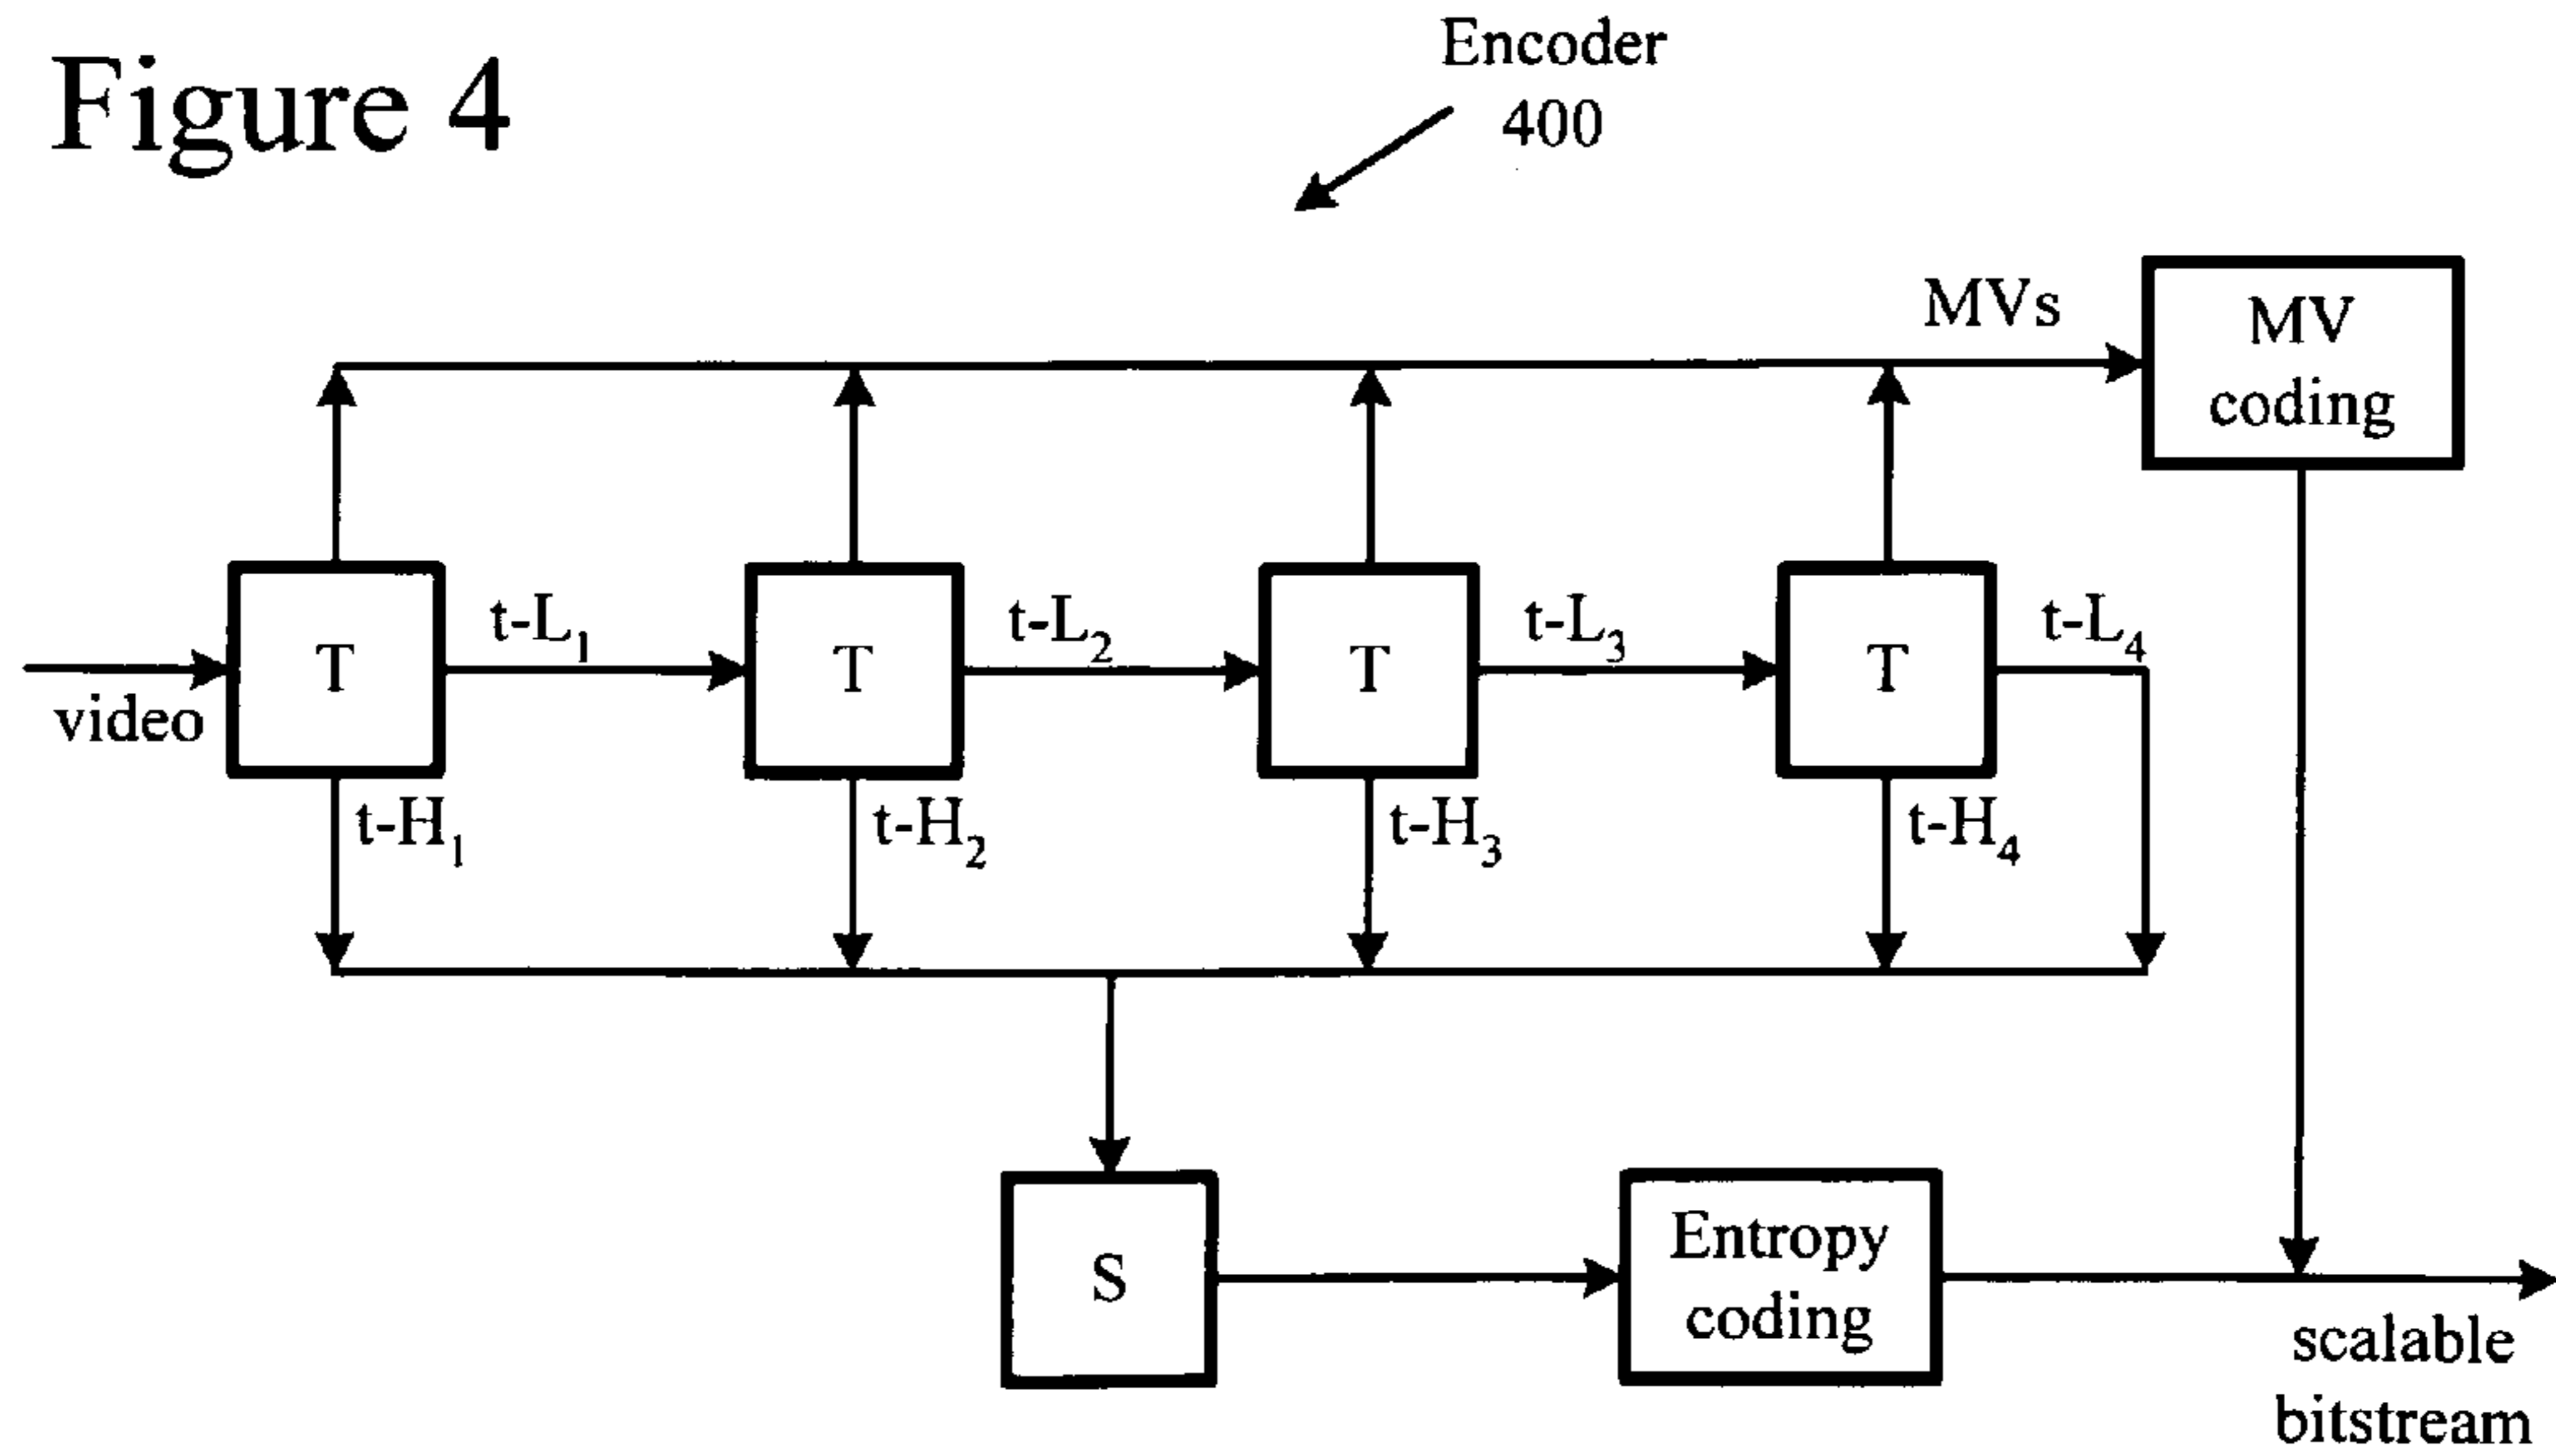 Figure 4
Encoder
400
MVs
MV
coding
T
t-L₁
T
t-L₂
T
t-L₃
T
t-L₄
video
t-H₁
t-H₂
t-H₃
t-H₄
S
Entropy
coding
scalable
bitstream